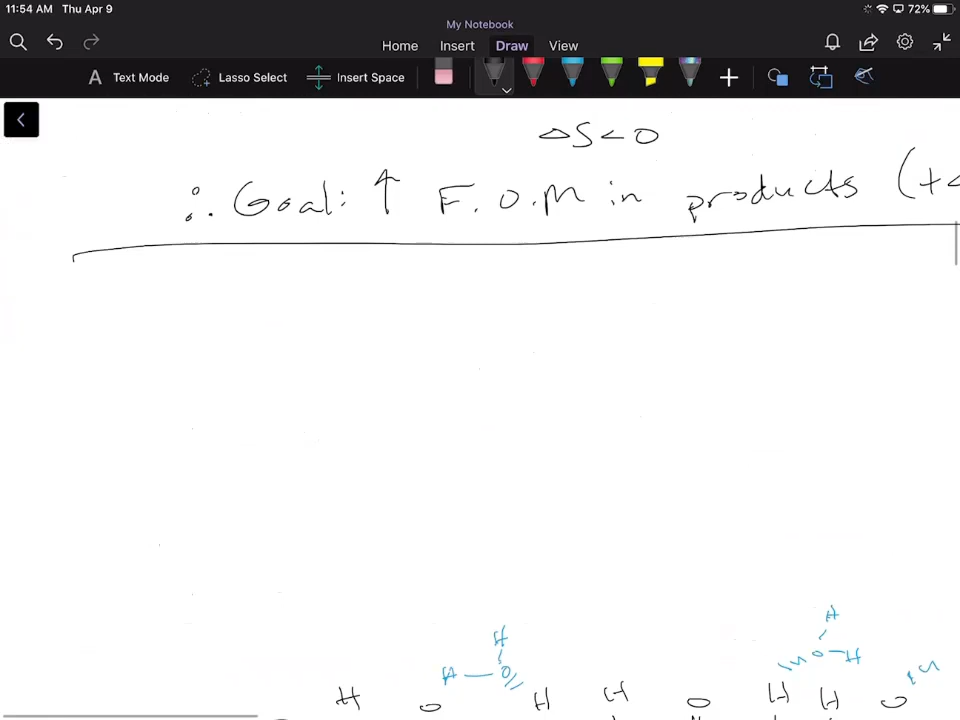 11:54 AM Thu Apr 9
72%
My Notebook
Home Insert Draw View
A Text Mode Lasso Select Insert Space
ΔS<0
∴ Goal: ↑ F.O.M in products (+
H
H O
H
O H
H O H H O H H O